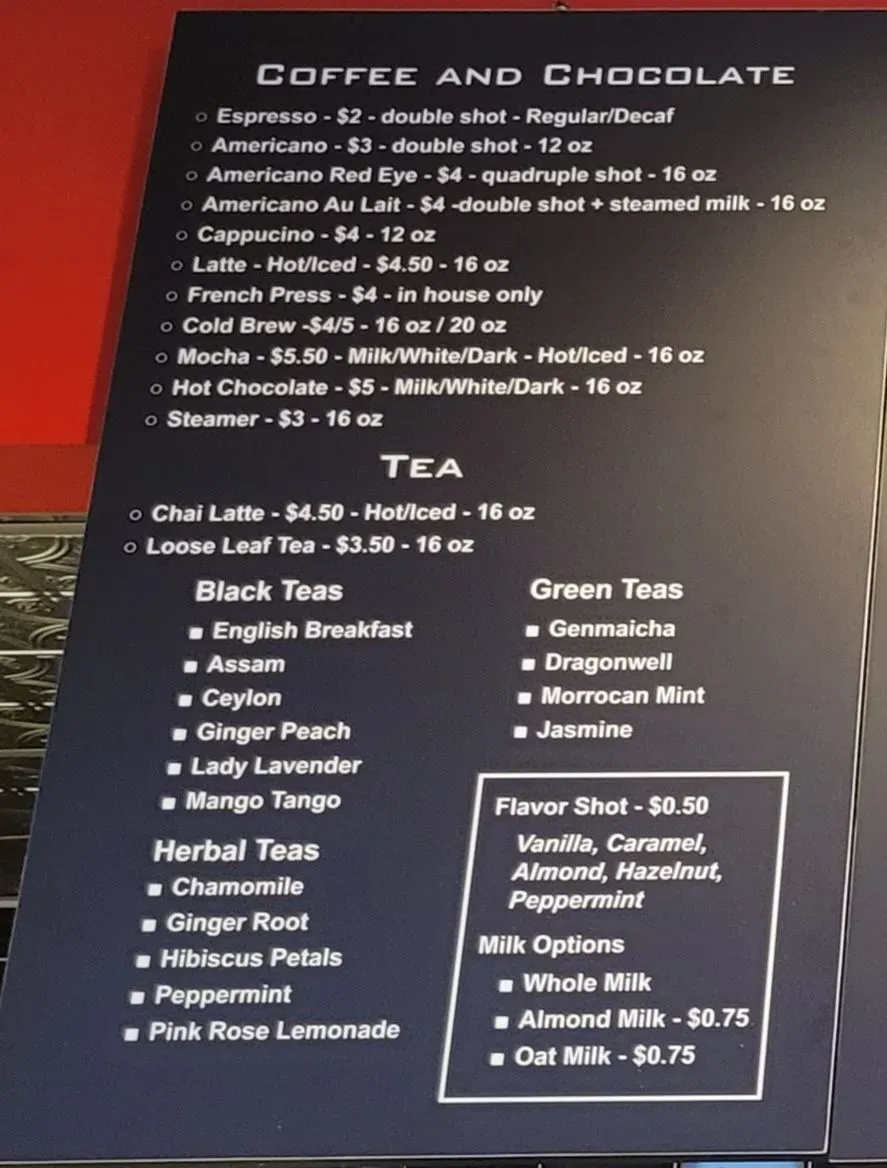 COFFEE AND CHOCOLATE
○ Espresso - $2 - double shot - Regular/Decaf
○ Americano - $3 - double shot - 12 oz
○ Americano Red Eye - $4 - quadruple shot - 16 oz
○ Americano Au Lait - $4 -double shot + steamed milk - 16 oz
○ Cappucino - $4 - 12 oz
○ Latte - Hot/Iced - $4.50 - 16 oz
○ French Press - $4 - in house only
○ Cold Brew -$4/5 - 16 oz / 20 oz
○ Mocha - $5.50 - Milk/White/Dark - Hot/Iced - 16 oz
○ Hot Chocolate - $5 - Milk/White/Dark - 16 oz
○ Steamer - $3 - 16 oz
TEA
○ Chai Latte - $4.50 - Hot/Iced - 16 oz
○ Loose Leaf Tea - $3.50 - 16 oz
Black Teas
■ English Breakfast
■ Assam
■ Ceylon
■ Ginger Peach
■ Lady Lavender
■ Mango Tango
Herbal Teas
■ Chamomile
■ Ginger Root
■ Hibiscus Petals
■ Peppermint
■ Pink Rose Lemonade
Green Teas
■ Genmaicha
■ Dragonwell
■ Morrocan Mint
■ Jasmine
Flavor Shot - $0.50
Vanilla, Caramel,
Almond, Hazelnut,
Peppermint
Milk Options
■ Whole Milk
■ Almond Milk - $0.75
■ Oat Milk - $0.75